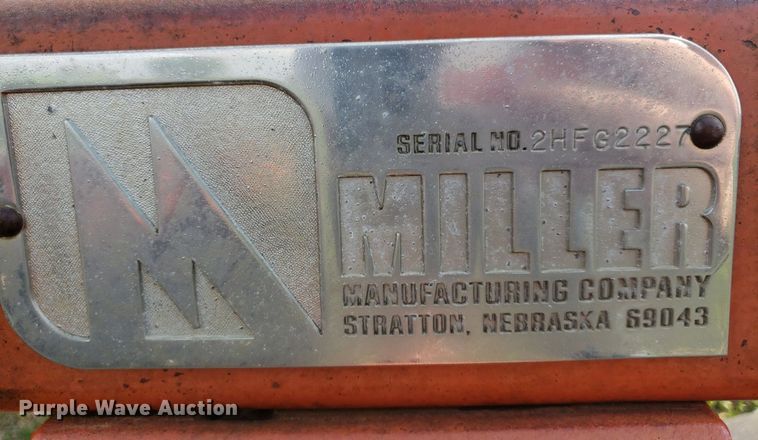 SERIAL NO. 2HFG2227
MILLER
MANUFACTURING COMPANY
STRATTON, NEBRASKA 69043
Purple Wave Auction